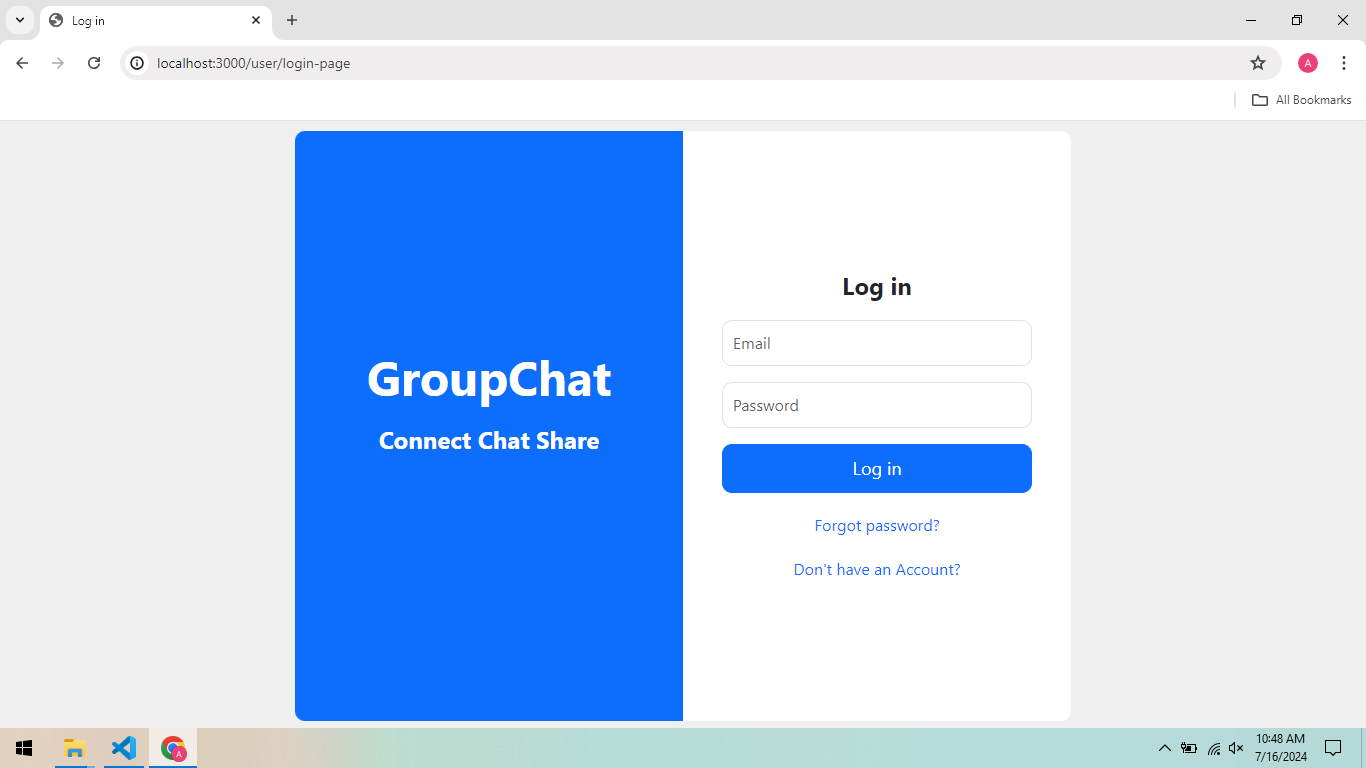 Log in
localhost:3000/user/login-page
A
All Bookmarks
GroupChat
Connect Chat Share
Log in
Email
Password
Log in
Forgot password?
Don't have an Account?
A
10:48 AM
7/16/2024